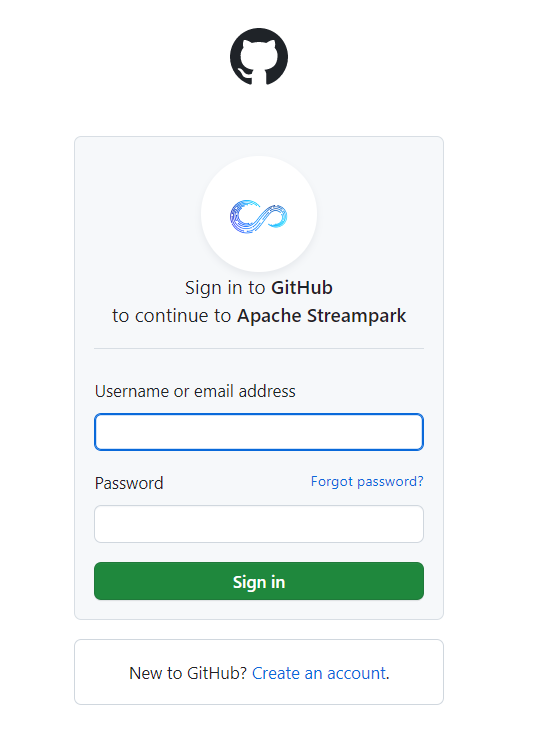 Sign in to GitHub
to continue to Apache Streampark
Username or email address
Password Forgot password?
Sign in
New to GitHub? Create an account.